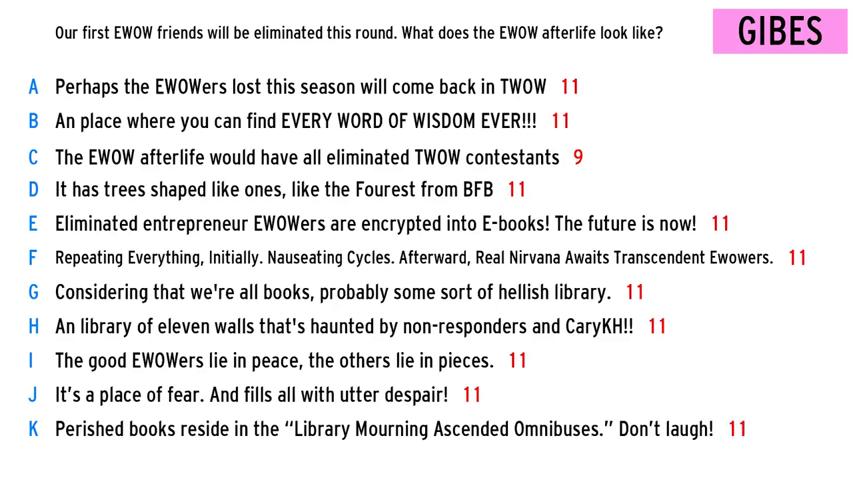 Our first EWOW friends will be eliminated this round. What does the EWOW afterlife look like?
GIBES
A Perhaps the EWOWers lost this season will come back in TWOW 11
B An place where you can find EVERY WORD OF WISDOM EVER!!! 11
C The EWOW afterlife would have all eliminated TWOW contestants 9
D It has trees shaped like ones, like the Fourest from BFB 11
E Eliminated entrepreneur EWOWers are encrypted into E-books! The future is now! 11
F Repeating Everything, Initially. Nauseating Cycles. Afterward, Real Nirvana Awaits Transcendent Ewowers. 11
G Considering that we're all books, probably some sort of hellish library. 11
H An library of eleven walls that's haunted by non-responders and CaryKH!! 11
I The good EWOWers lie in peace, the others lie in pieces. 11
J It’s a place of fear. And fills all with utter despair! 11
K Perished books reside in the “Library Mourning Ascended Omnibuses.” Don’t laugh! 11